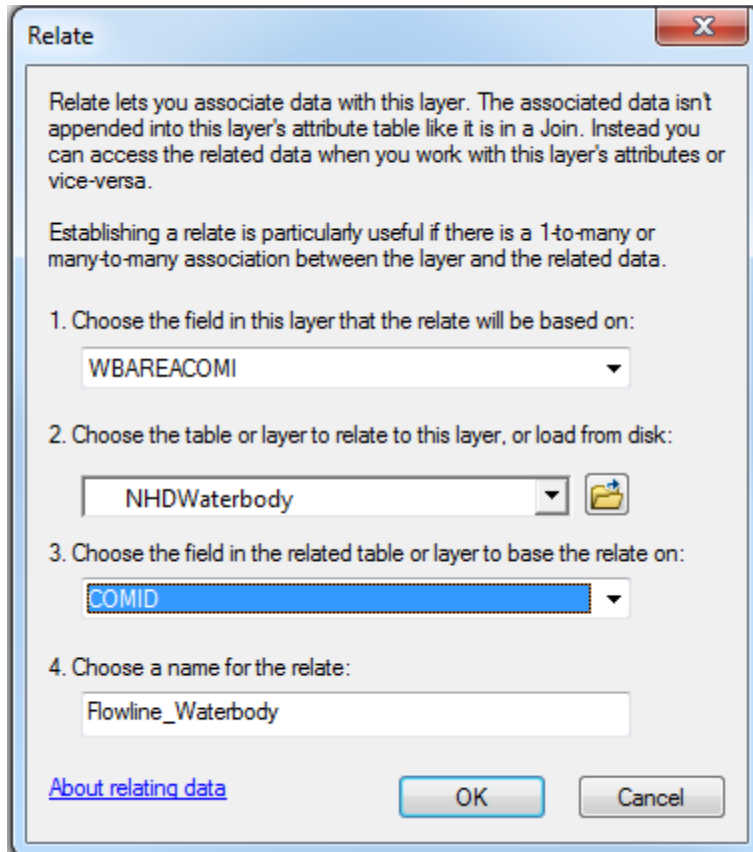 Relate
Relate lets you associate data with this layer. The associated data isn't
appended into this layer's attribute table like it is in a Join. Instead you
can access the related data when you work with this layer's attributes or
vice-versa.
Establishing a relate is particularly useful if there is a 1-to-many or
many-to-many association between the layer and the related data.
1. Choose the field in this layer that the relate will be based on:
WBAREACOMI
2. Choose the table or layer to relate to this layer, or load from disk:
NHDWaterbody
3. Choose the field in the related table or layer to base the relate on:
COMID
4. Choose a name for the relate:
Flowline_Waterbody
About relating data
OK
Cancel